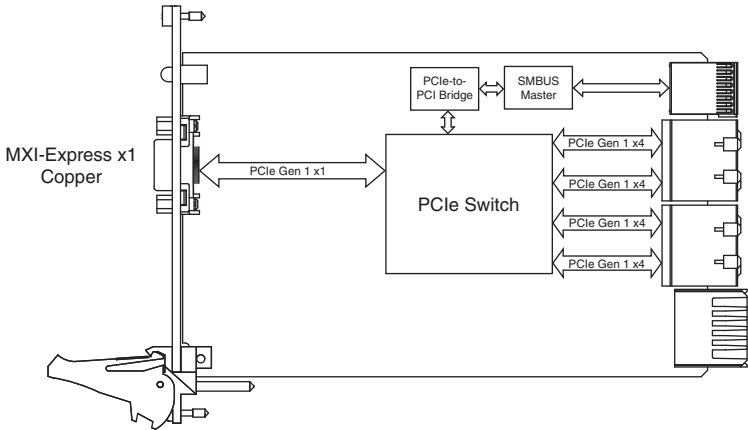 PCIe-to-
PCI Bridge
SMBUS
Master
MXI-Express x1
Copper
PCIe Gen 1 x1
PCIe Switch
PCIe Gen 1 x4
PCIe Gen 1 x4
PCIe Gen 1 x4
PCIe Gen 1 x4